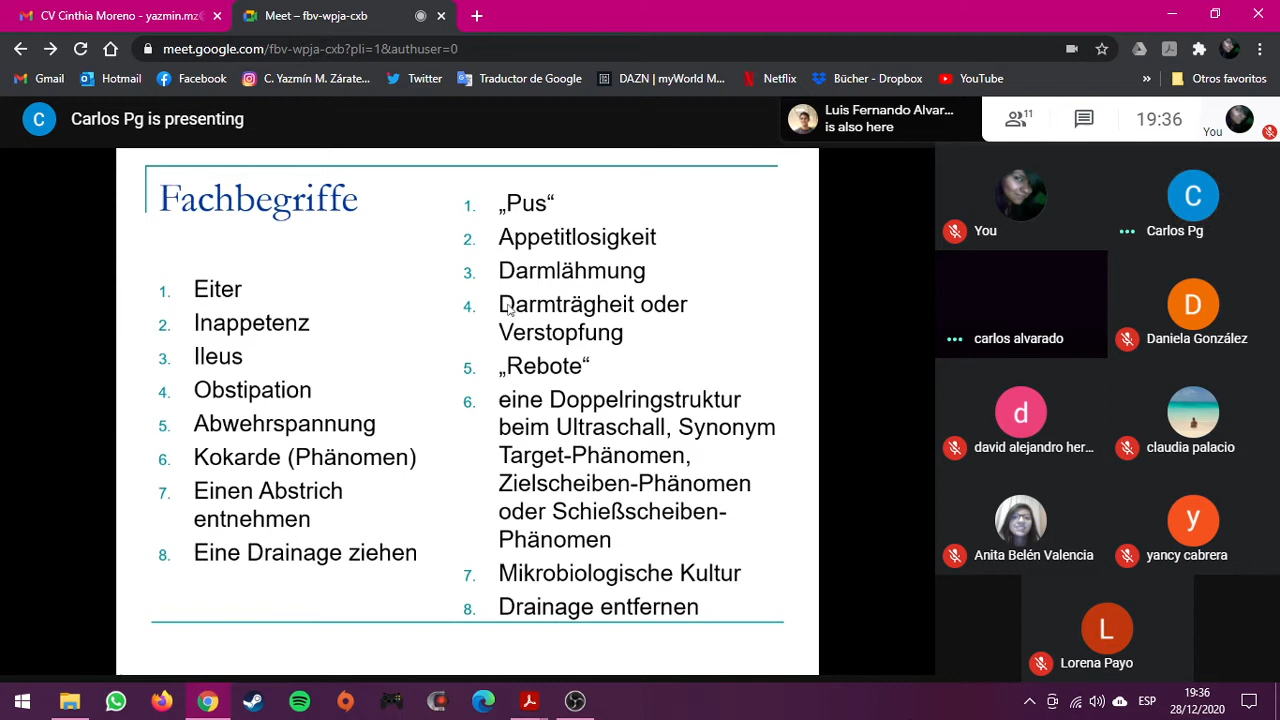 CV Cinthia Moreno - yazmin.mz
Meet – fbv-wpja-cxb
meet.google.com/fbv-wpja-cxb?pli=1&authuser=0
Gmail
Hotmail
Facebook
C. Yazmín M. Zárate...
Twitter
Traductor de Google
DAZN | myWorld M...
Netflix
Bücher - Dropbox
YouTube
»
Otros favoritos
C
Carlos Pg is presenting
Luis Fernando Alvar...
is also here
11
19:36
You
Fachbegriffe
1. Eiter
2. Inappetenz
3. Ileus
4. Obstipation
5. Abwehrspannung
6. Kokarde (Phänomen)
7. Einen Abstrich
entnehmen
8. Eine Drainage ziehen
1. „Pus“
2. Appetitlosigkeit
3. Darmlähmung
4. Darmträgheit oder
Verstopfung
5. „Rebote“
6. eine Doppelringstruktur
beim Ultraschall, Synonym
Target-Phänomen,
Zielscheiben-Phänomen
oder Schießscheiben-
Phänomen
7. Mikrobiologische Kultur
8. Drainage entfernen
You
C
Carlos Pg
carlos alvarado
D
Daniela González
d
david alejandro her...
claudia palacio
Anita Belén Valencia
y
yancy cabrera
L
Lorena Payo
ESP
19:36
28/12/2020